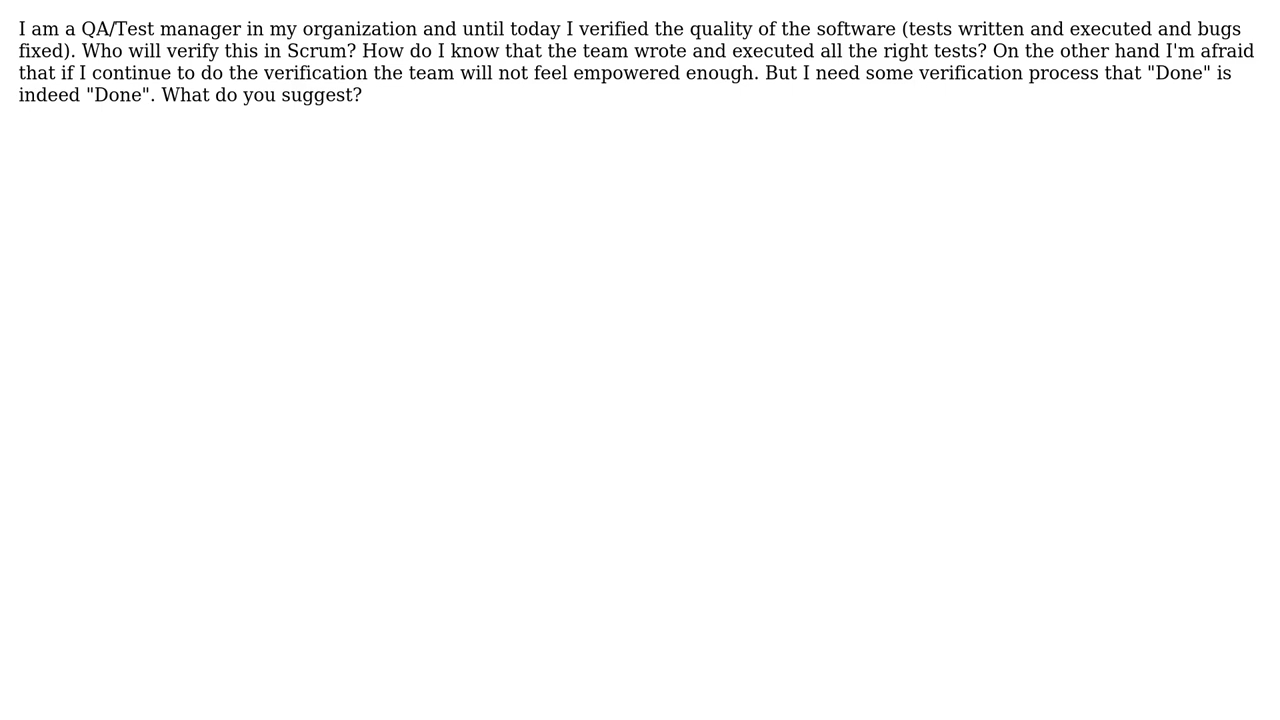 I am a QA/Test manager in my organization and until today I verified the quality of the software (tests written and executed and bugs
fixed). Who will verify this in Scrum? How do I know that the team wrote and executed all the right tests? On the other hand I'm afraid
that if I continue to do the verification the team will not feel empowered enough. But I need some verification process that "Done" is
indeed "Done". What do you suggest?